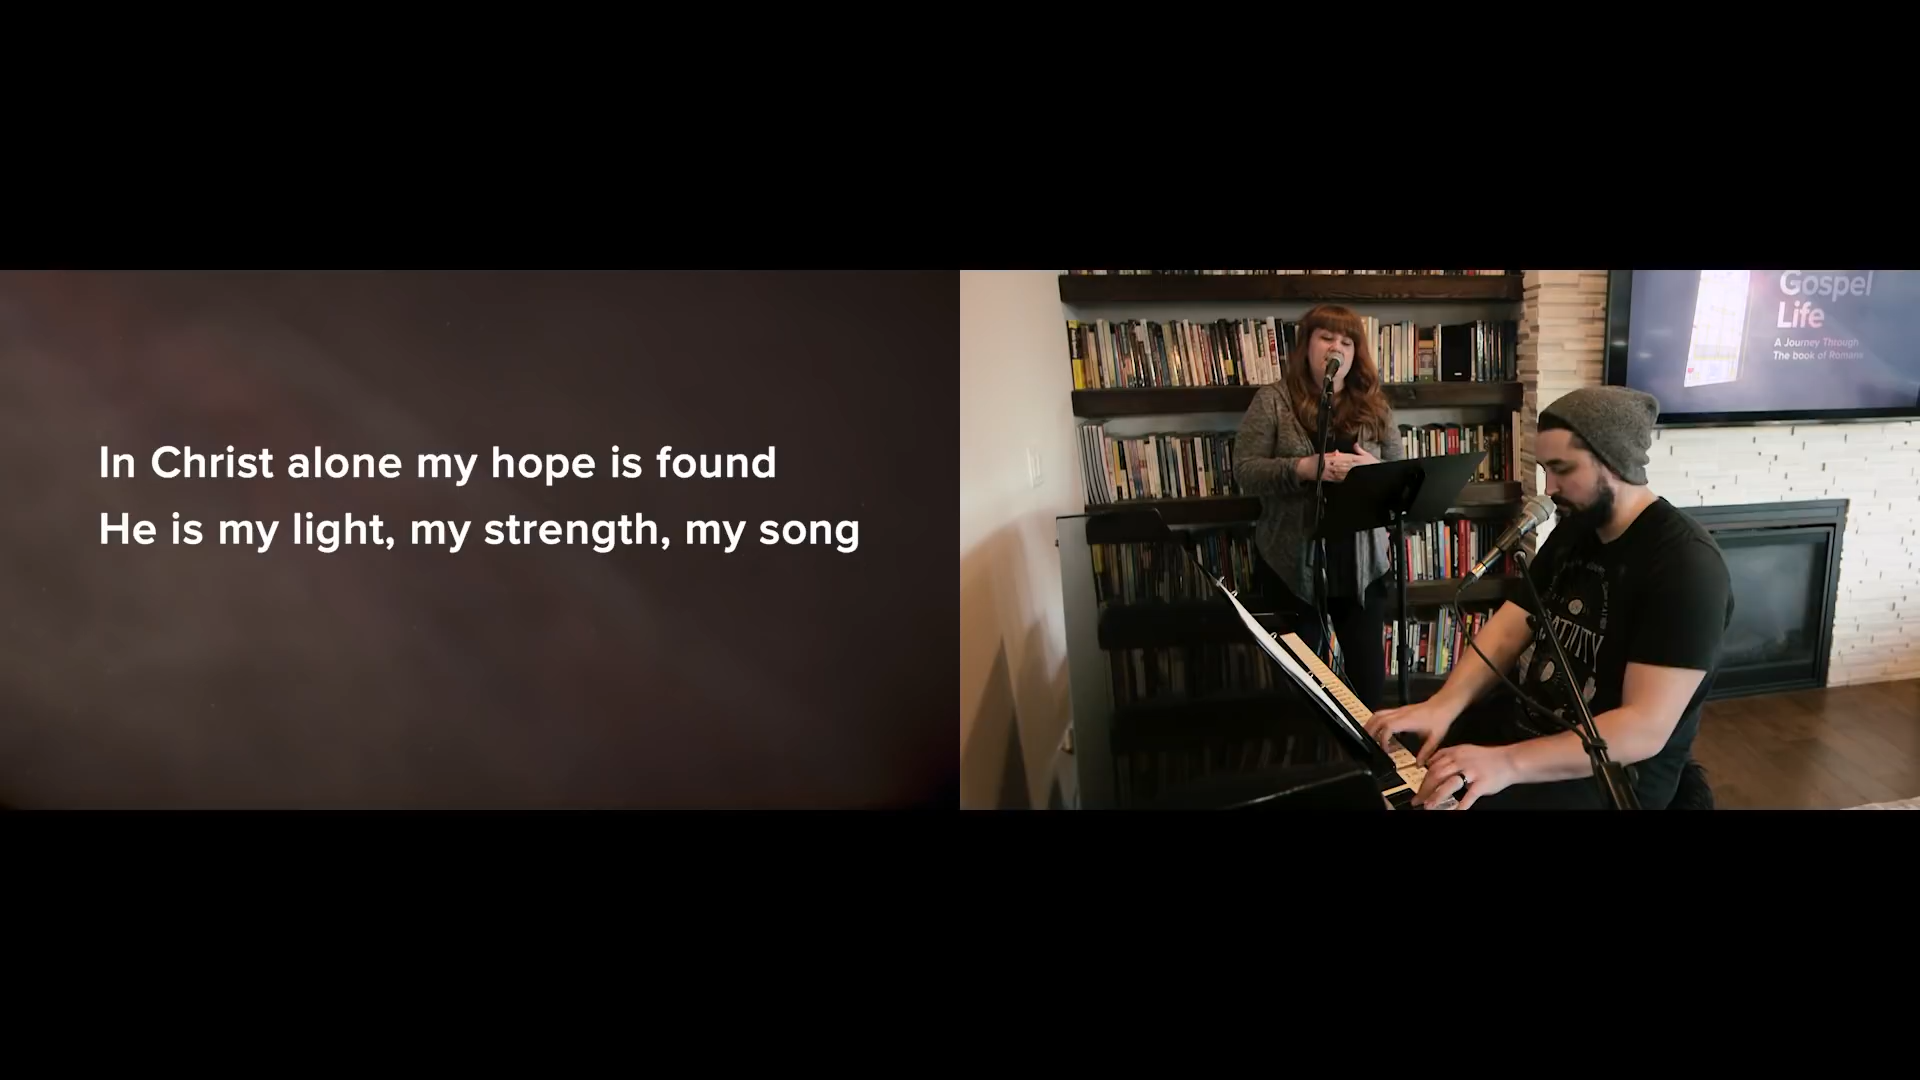 In Christ alone my hope is found
He is my light, my strength, my song
Gospel
Life
A Journey Through
The book of Romans